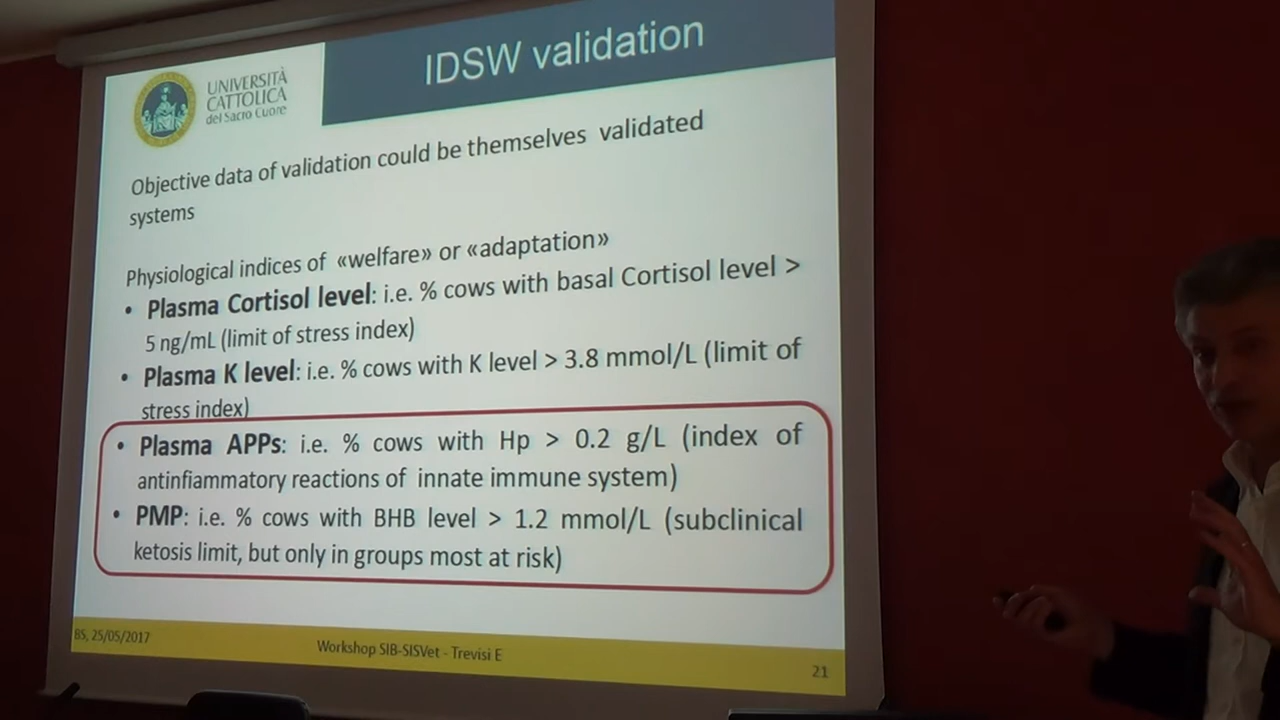 IDSW validation
UNIVERSITÀ
CATTOLICA
del Sacro Cuore
Objective data of validation could be themselves validated
systems
Physiological indices of «welfare» or «adaptation»
• Plasma Cortisol level: i.e. % cows with basal Cortisol level >
5 ng/mL (limit of stress index)
• Plasma K level: i.e. % cows with K level > 3.8 mmol/L (limit of
stress index)
• Plasma APPs: i.e. % cows with Hp > 0.2 g/L (index of
antinfiammatory reactions of innate immune system)
• PMP: i.e. % cows with BHB level > 1.2 mmol/L (subclinical
ketosis limit, but only in groups most at risk)
BS, 25/05/2017
Workshop SIB-SISVet - Trevisi E
21